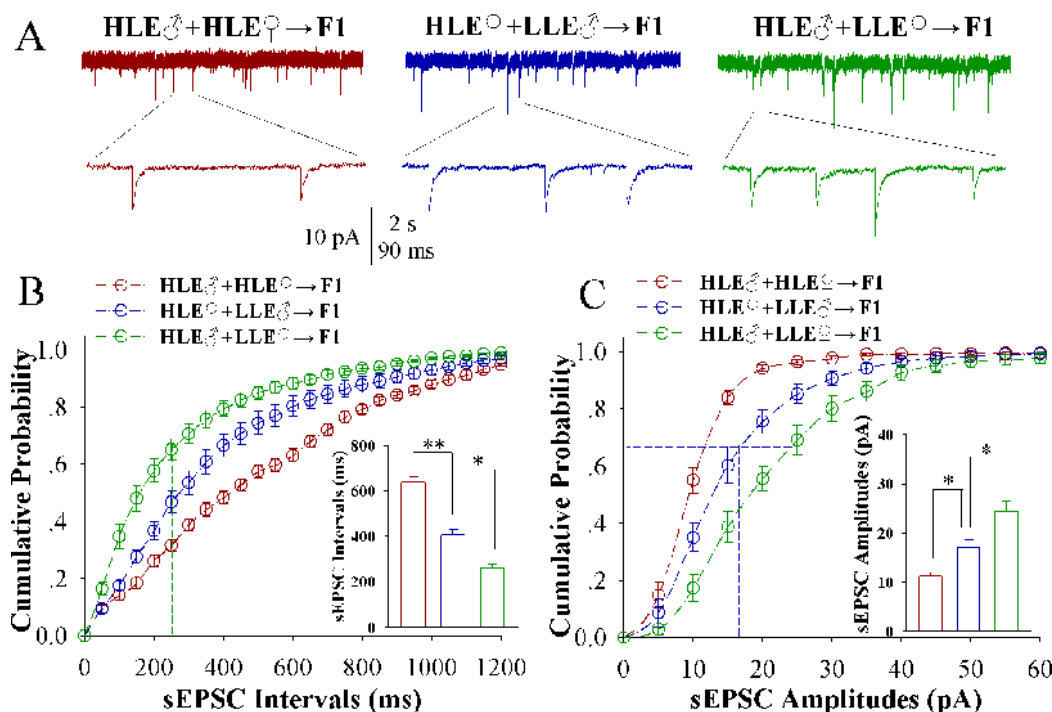 A
HLE♂+HLE♀→F1
HLE♀+LLE♂→F1
HLE♂+LLE♀→F1
10 pA
2 s
90 ms
B
HLE♂+HLE♀→F1
HLE♀+LLE♂→F1
HLE♂+LLE♀→F1
Cumulative Probability
1.0
.8
.6
.4
.2
0.0
0 200 400 600 800 1000 1200
sEPSC Intervals (ms)
sEPSC Intervals (ms)
800
600
400
200
0
**
*
C
HLE♂+HLE♀→F1
HLE♀+LLE♂→F1
HLE♂+LLE♀→F1
Cumulative Probability
1.0
.8
.6
.4
.2
0.0
0 10 20 30 40 50 60
sEPSC Amplitudes (pA)
sEPSC Amplitudes (pA)
40
30
20
10
0
*
*